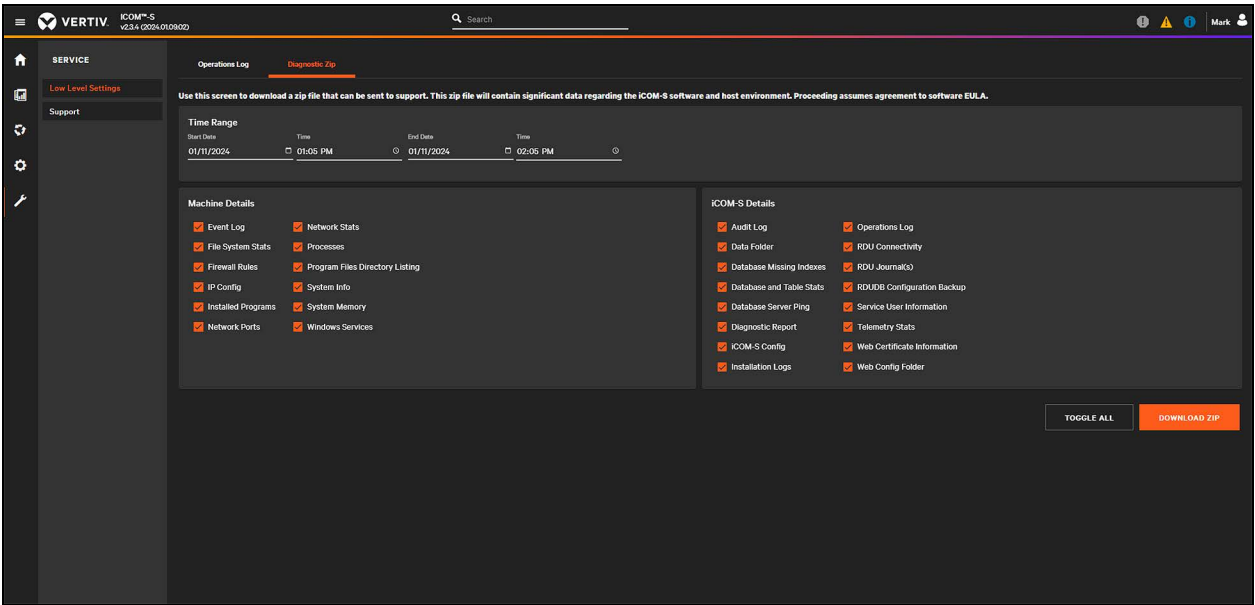 VERTIV.
ICOM™-S
v2.3.4 (2024.01.09.02)
Search
Mark
SERVICE
Low Level Settings
Support
Operations Log
Diagnostic Zip
Use this screen to download a zip file that can be sent to support. This zip file will contain significant data regarding the iCOM-S software and host environment. Proceeding assumes agreement to software EULA.
Time Range
Start Date Time End Date Time
01/11/2024 01:05 PM 01/11/2024 02:05 PM
Machine Details
Event Log Network Stats
File System Stats Processes
Firewall Rules Program Files Directory Listing
IP Config System Info
Installed Programs System Memory
Network Ports Windows Services
iCOM-S Details
Audit Log Operations Log
Data Folder RDU Connectivity
Database Missing Indexes RDU Journal(s)
Database and Table Stats RDUDB Configuration Backup
Database Server Ping Service User Information
Diagnostic Report Telemetry Stats
iCOM-S Config Web Certificate Information
Installation Logs Web Config Folder
TOGGLE ALL
DOWNLOAD ZIP